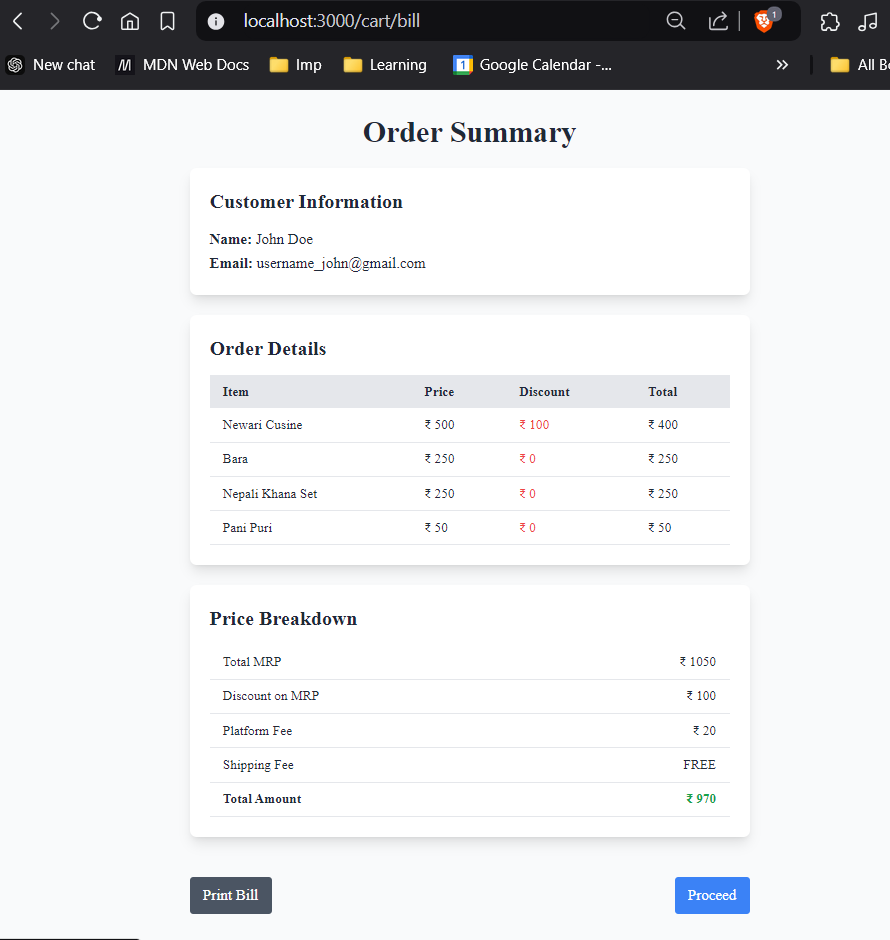 localhost:3000/cart/bill
1
New chat
MDN Web Docs
Imp
Learning
1
Google Calendar -...
»
All
Order Summary
Customer Information
Name: John Doe
Email: username_john@gmail.com
Order Details
Item Price Discount Total
Newari Cusine ₹ 500 ₹ 100 ₹ 400
Bara ₹ 250 ₹ 0 ₹ 250
Nepali Khana Set ₹ 250 ₹ 0 ₹ 250
Pani Puri ₹ 50 ₹ 0 ₹ 50
Price Breakdown
Total MRP ₹ 1050
Discount on MRP ₹ 100
Platform Fee ₹ 20
Shipping Fee FREE
Total Amount ₹ 970
Print Bill
Proceed